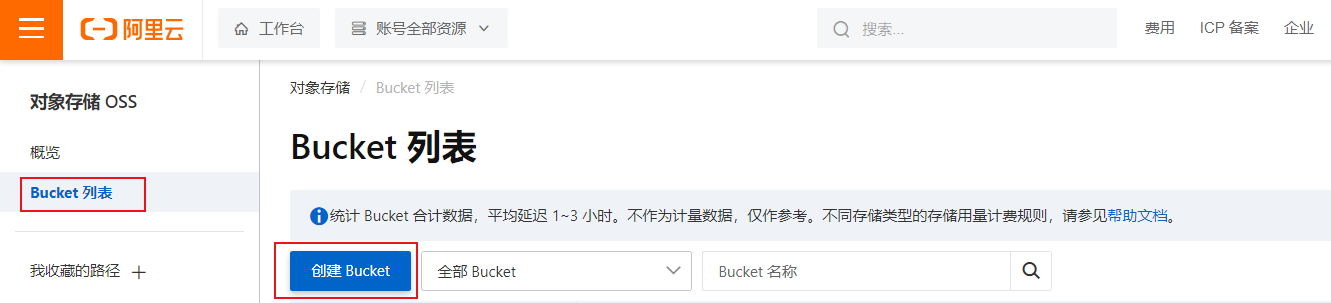 阿里云 工作台 账号全部资源 搜索... 费用 ICP 备案 企业
对象存储 OSS
概览
Bucket 列表
我收藏的路径
对象存储 / Bucket 列表
Bucket 列表
统计 Bucket 合计数据，平均延迟 1~3 小时。不作为计量数据，仅作参考。不同存储类型的存储用量计费规则，请参见帮助文档。
创建 Bucket 全部 Bucket Bucket 名称